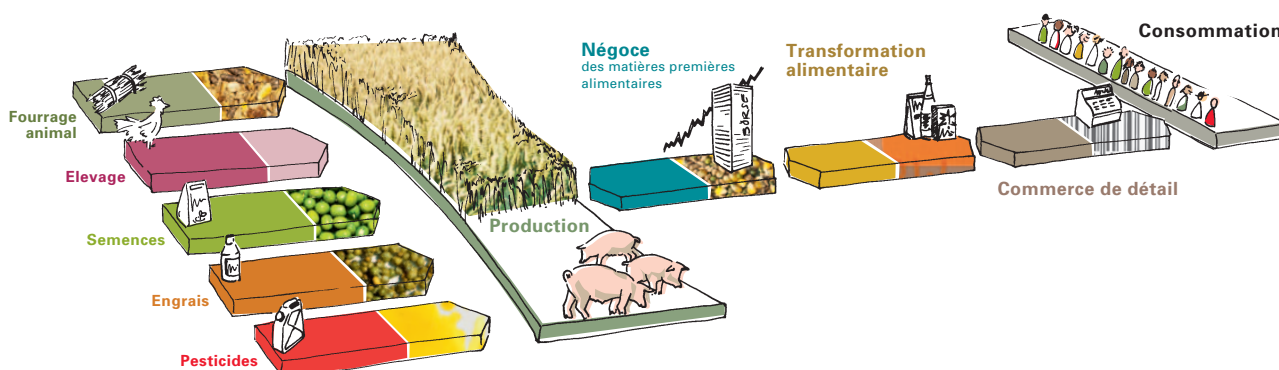 Fourrage
animal
Elevage
Semences
Engrais
Pesticides
Production
Négoce
des matières premières
alimentaires
BÖRSE
Transformation
alimentaire
Commerce de détail
Consommation